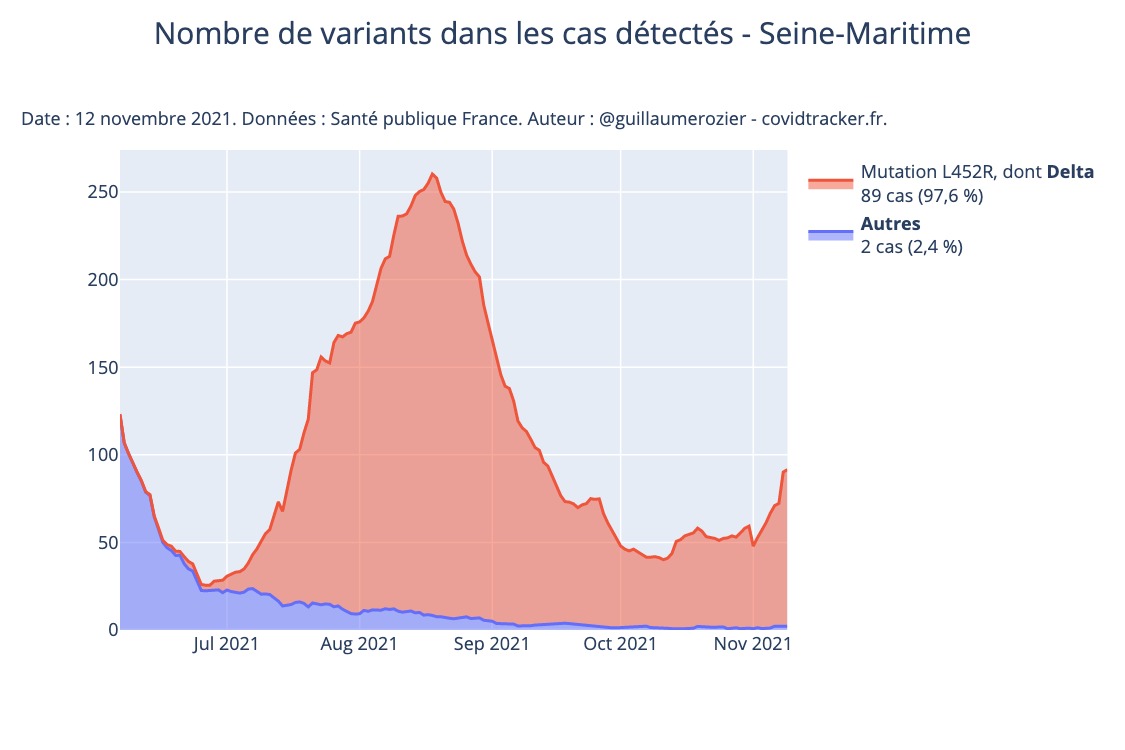 Nombre de variants dans les cas détectés - Seine-Maritime
Date : 12 novembre 2021. Données : Santé publique France. Auteur : @guillaumerozier - covidtracker.fr.
Mutation L452R, dont Delta
89 cas (97,6 %)
Autres
2 cas (2,4 %)
250
200
150
100
50
0
Jul 2021
Aug 2021
Sep 2021
Oct 2021
Nov 2021